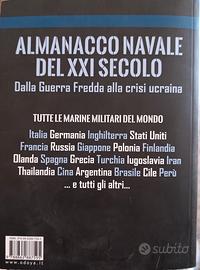 ALMANACCO NAVALE
DEL XXI SECOLO
Dalla Guerra Fredda alla crisi ucraina
TUTTE LE MARINE MILITARI DEL MONDO
Italia Germania Inghilterra Stati Uniti
Francia Russia Giappone Polonia Finlandia
Olanda Spagna Grecia Turchia Iugoslavia Iran
Thailandia Cina Argentina Brasile Cile Perù
... e tutti gli altri...
www.odoya.it
subito